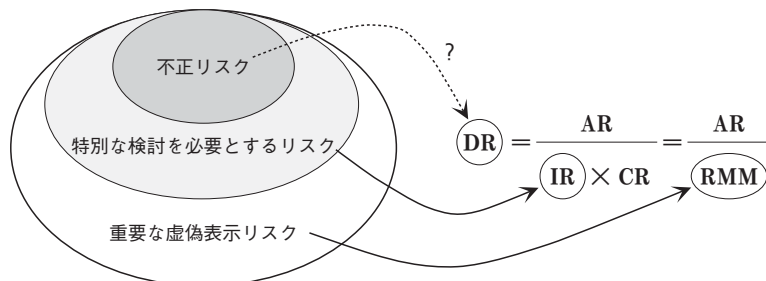 不正リスク
?
特別な検討を必要とするリスク
DR = AR / IR × CR = AR / RMM
重要な虚偽表示リスク